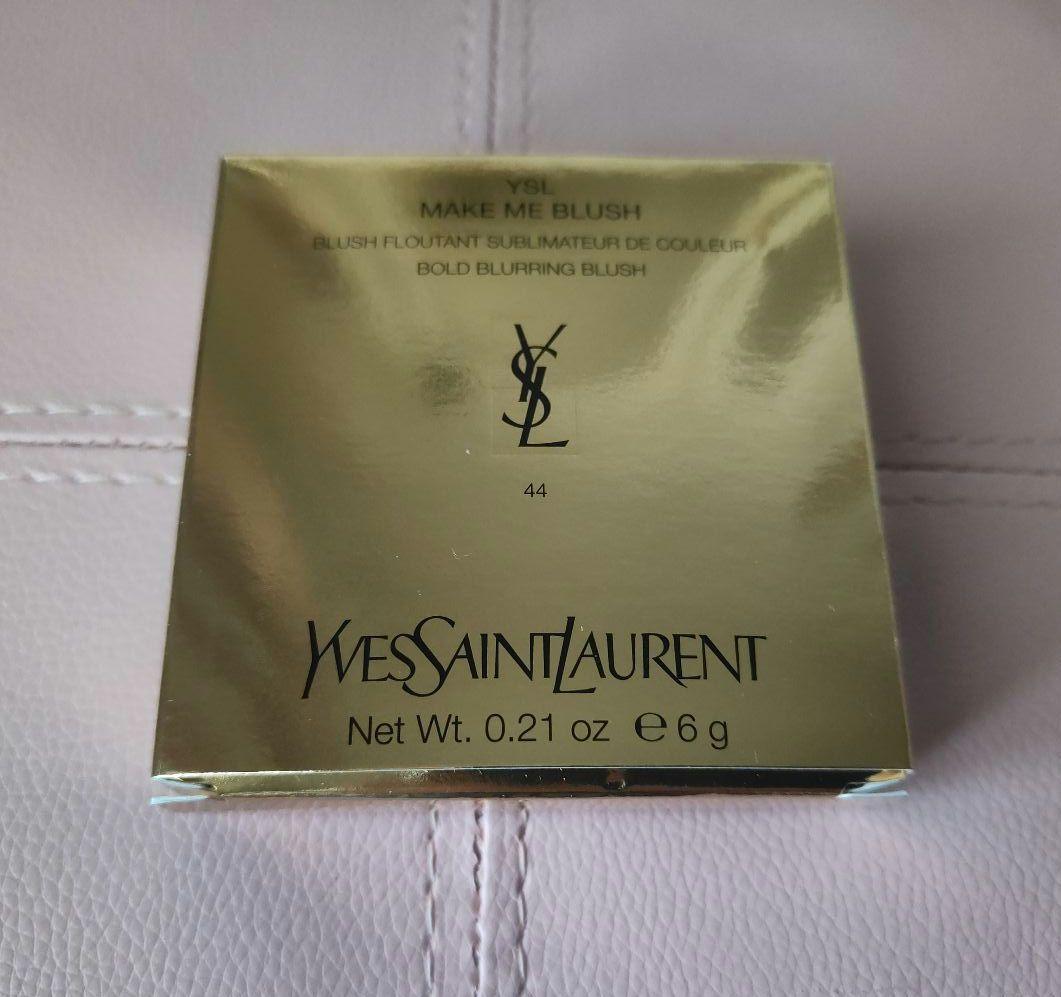 YSL
MAKE ME BLUSH
BLUSH FLOUTANT SUBLIMATEUR DE COULEUR
BOLD BLURRING BLUSH
YSL
44
YVESSAINTLAURENT
Net Wt. 0.21 oz ℮ 6 g